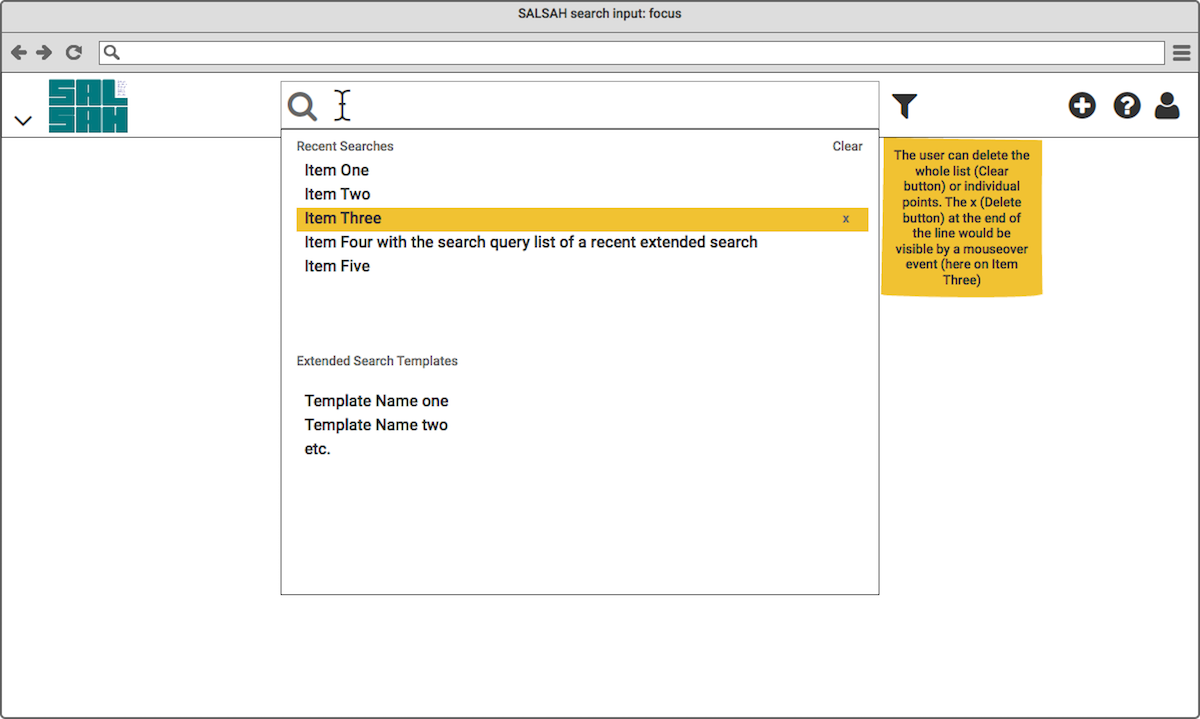 SALSAH search input: focus
SAL
SAH
Recent Searches
Clear
Item One
Item Two
Item Three
x
Item Four with the search query list of a recent extended search
Item Five
Extended Search Templates
Template Name one
Template Name two
etc.
The user can delete the
whole list (Clear
button) or individual
points. The x (Delete
button) at the end of
the line would be
visible by a mouseover
event (here on Item
Three)